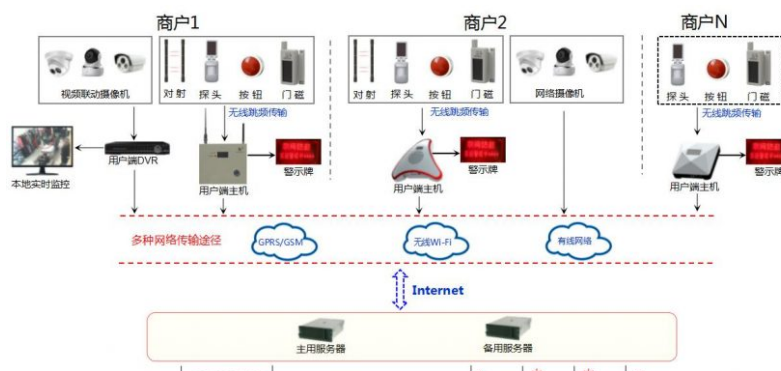 商户1
商户2
商户N
视频联动摄像机
对射 探头 按钮 门磁
对射 探头 按钮 门磁
网络摄像机
探头 按钮 门磁
无线跳频传输
无线跳频传输
无线跳频传输
本地实时监控
用户端DVR
用户端主机
警示牌
用户端主机
警示牌
用户端主机
警示牌
多种网络传输途径
GPRS/GSM
无线WI-Fi
有线网络
Internet
主用服务器
备用服务器